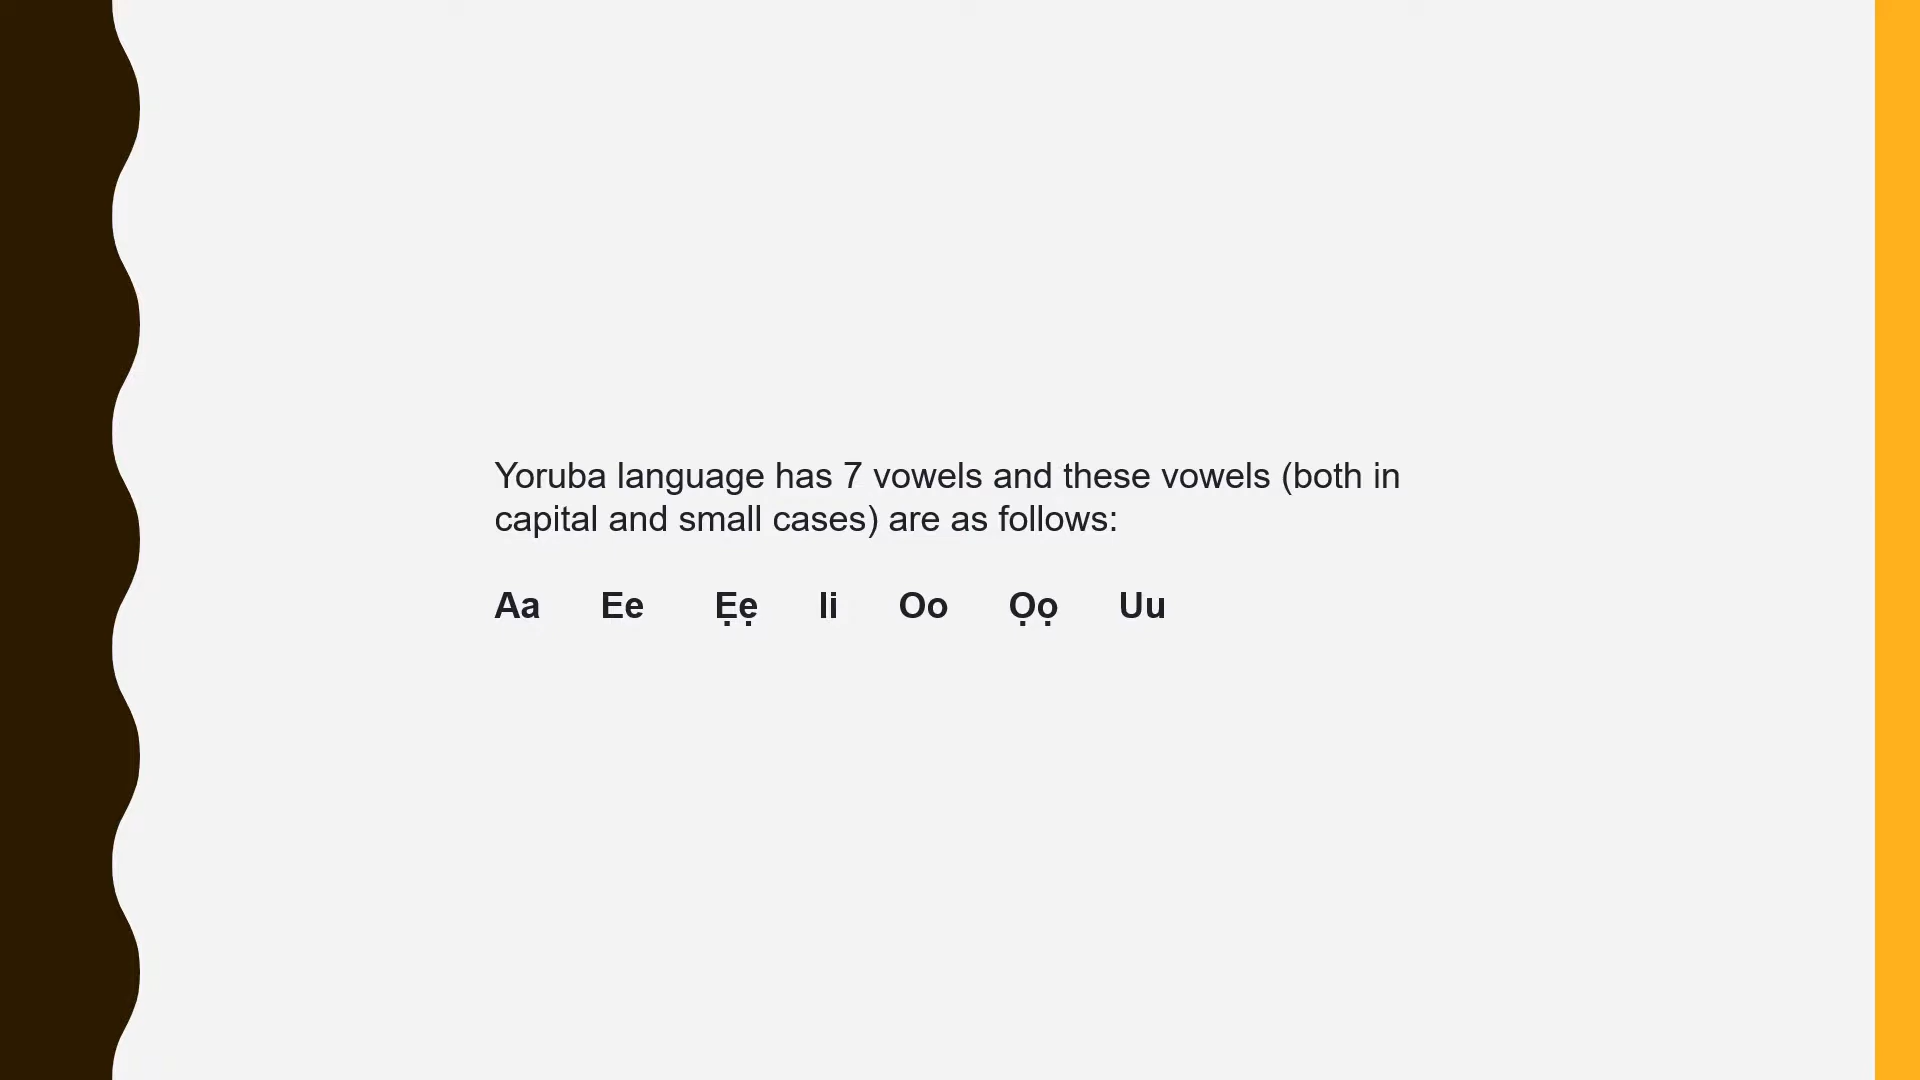 Yoruba language has 7 vowels and these vowels (both in
capital and small cases) are as follows:
Aa Ee Ẹẹ Ii Oo Ọọ Uu